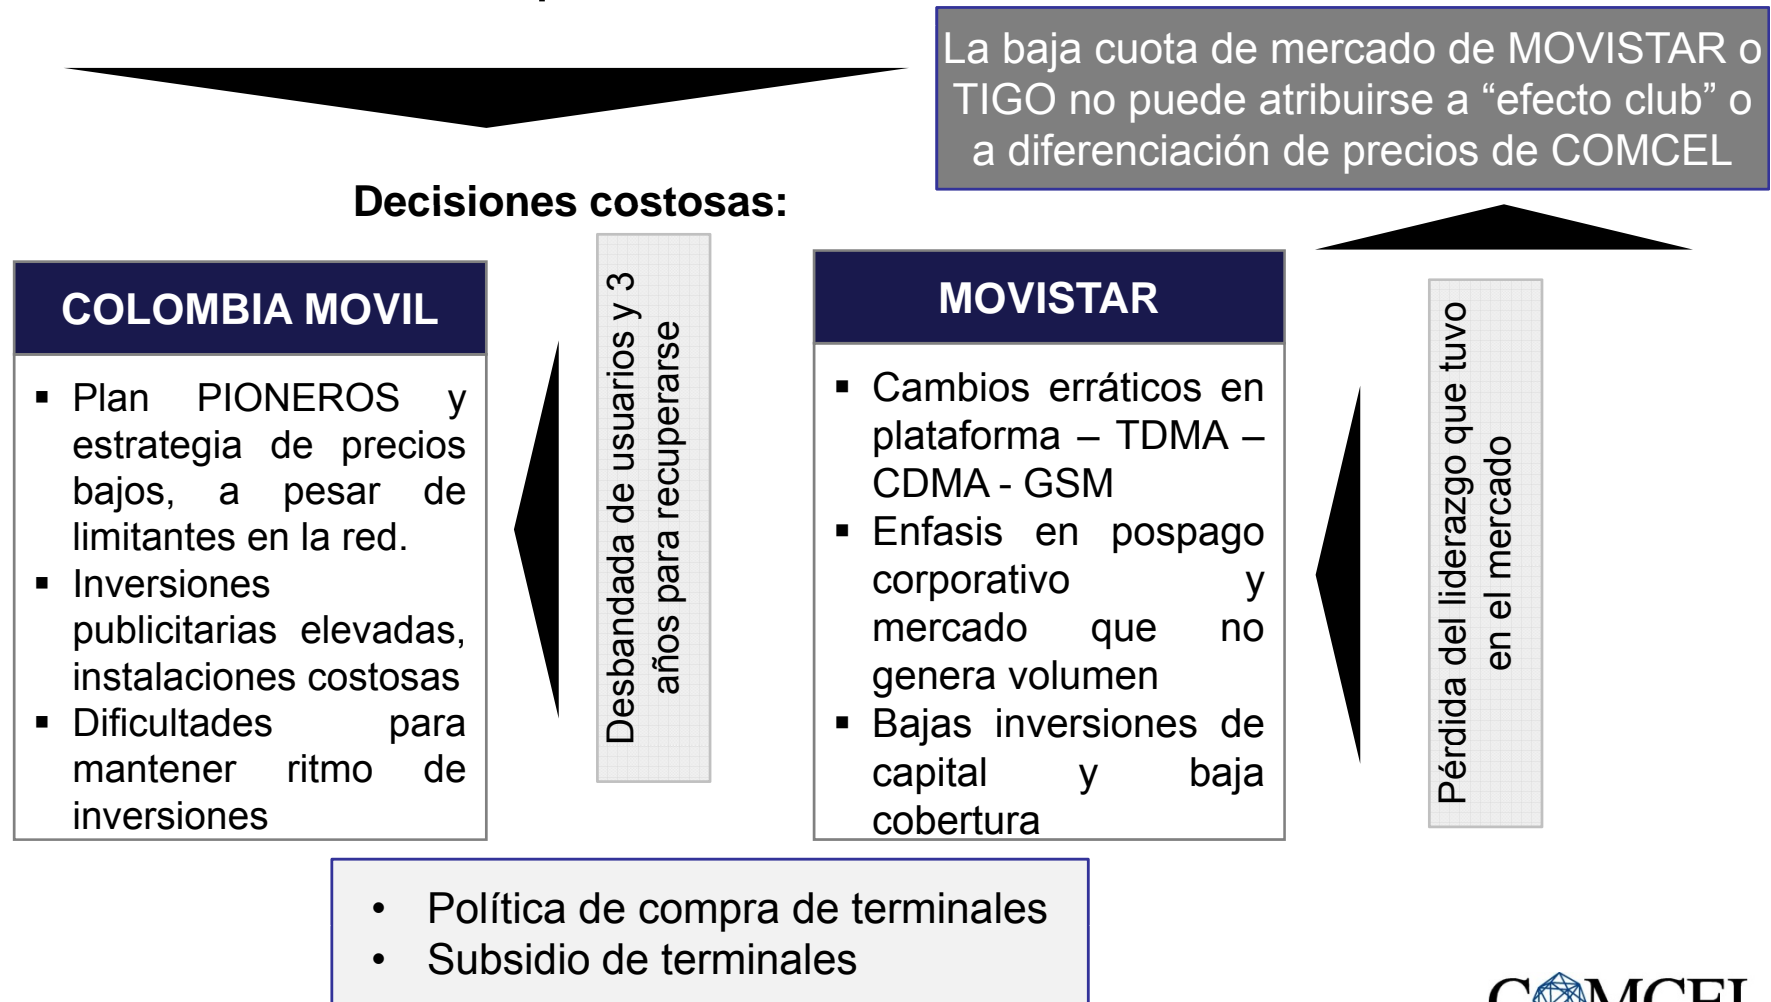 La baja cuota de mercado de MOVISTAR o
TIGO no puede atribuirse a “efecto club” o
a diferenciación de precios de COMCEL
Decisiones costosas:
COLOMBIA MOVIL
▪ Plan PIONEROS y
estrategia de precios
bajos, a pesar de
limitantes en la red.
▪ Inversiones
publicitarias elevadas,
instalaciones costosas
▪ Dificultades para
mantener ritmo de
inversiones
Desbandada de usuarios y 3
años para recuperarse
MOVISTAR
▪ Cambios erráticos en
plataforma – TDMA –
CDMA - GSM
▪ Enfasis en pospago
corporativo y
mercado que no
genera volumen
▪ Bajas inversiones de
capital y baja
cobertura
Pérdida del liderazgo que tuvo
en el mercado
• Política de compra de terminales
• Subsidio de terminales
COMCEL